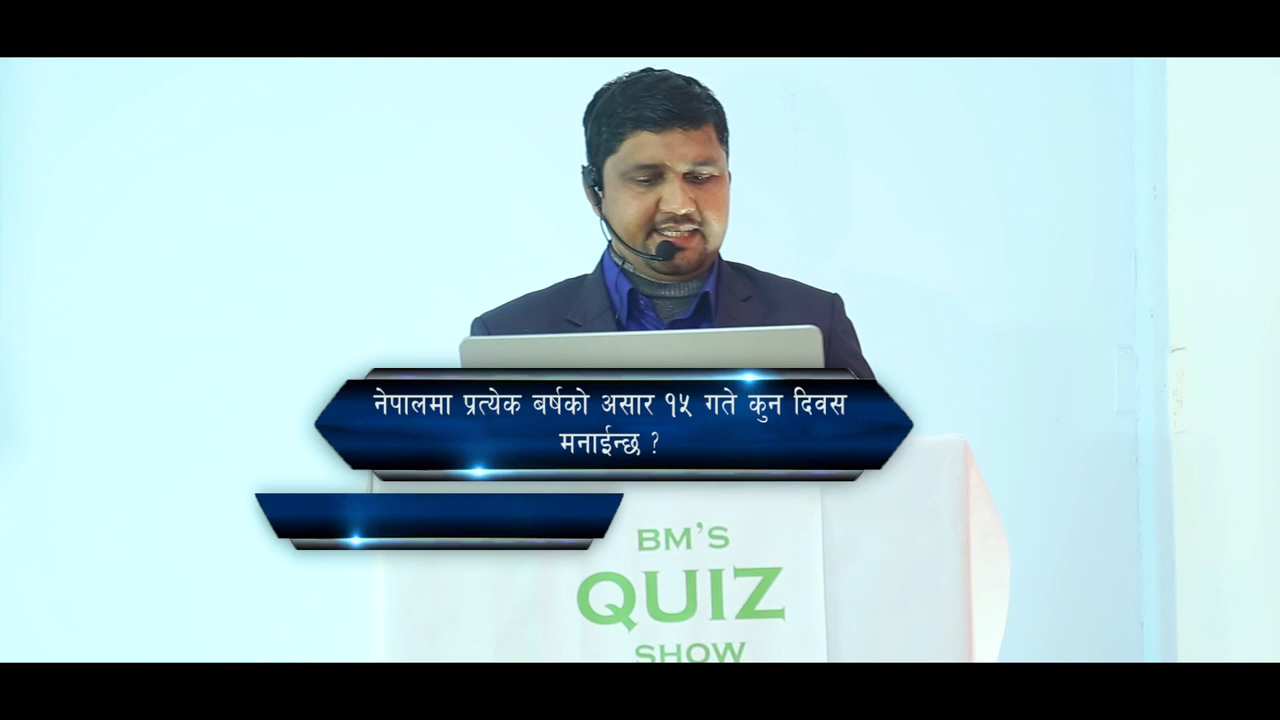 नेपालमा प्रत्येक बर्षको असार १५ गते कुन दिवस
मनाईन्छ ?
BM'S
QUIZ
SHOW